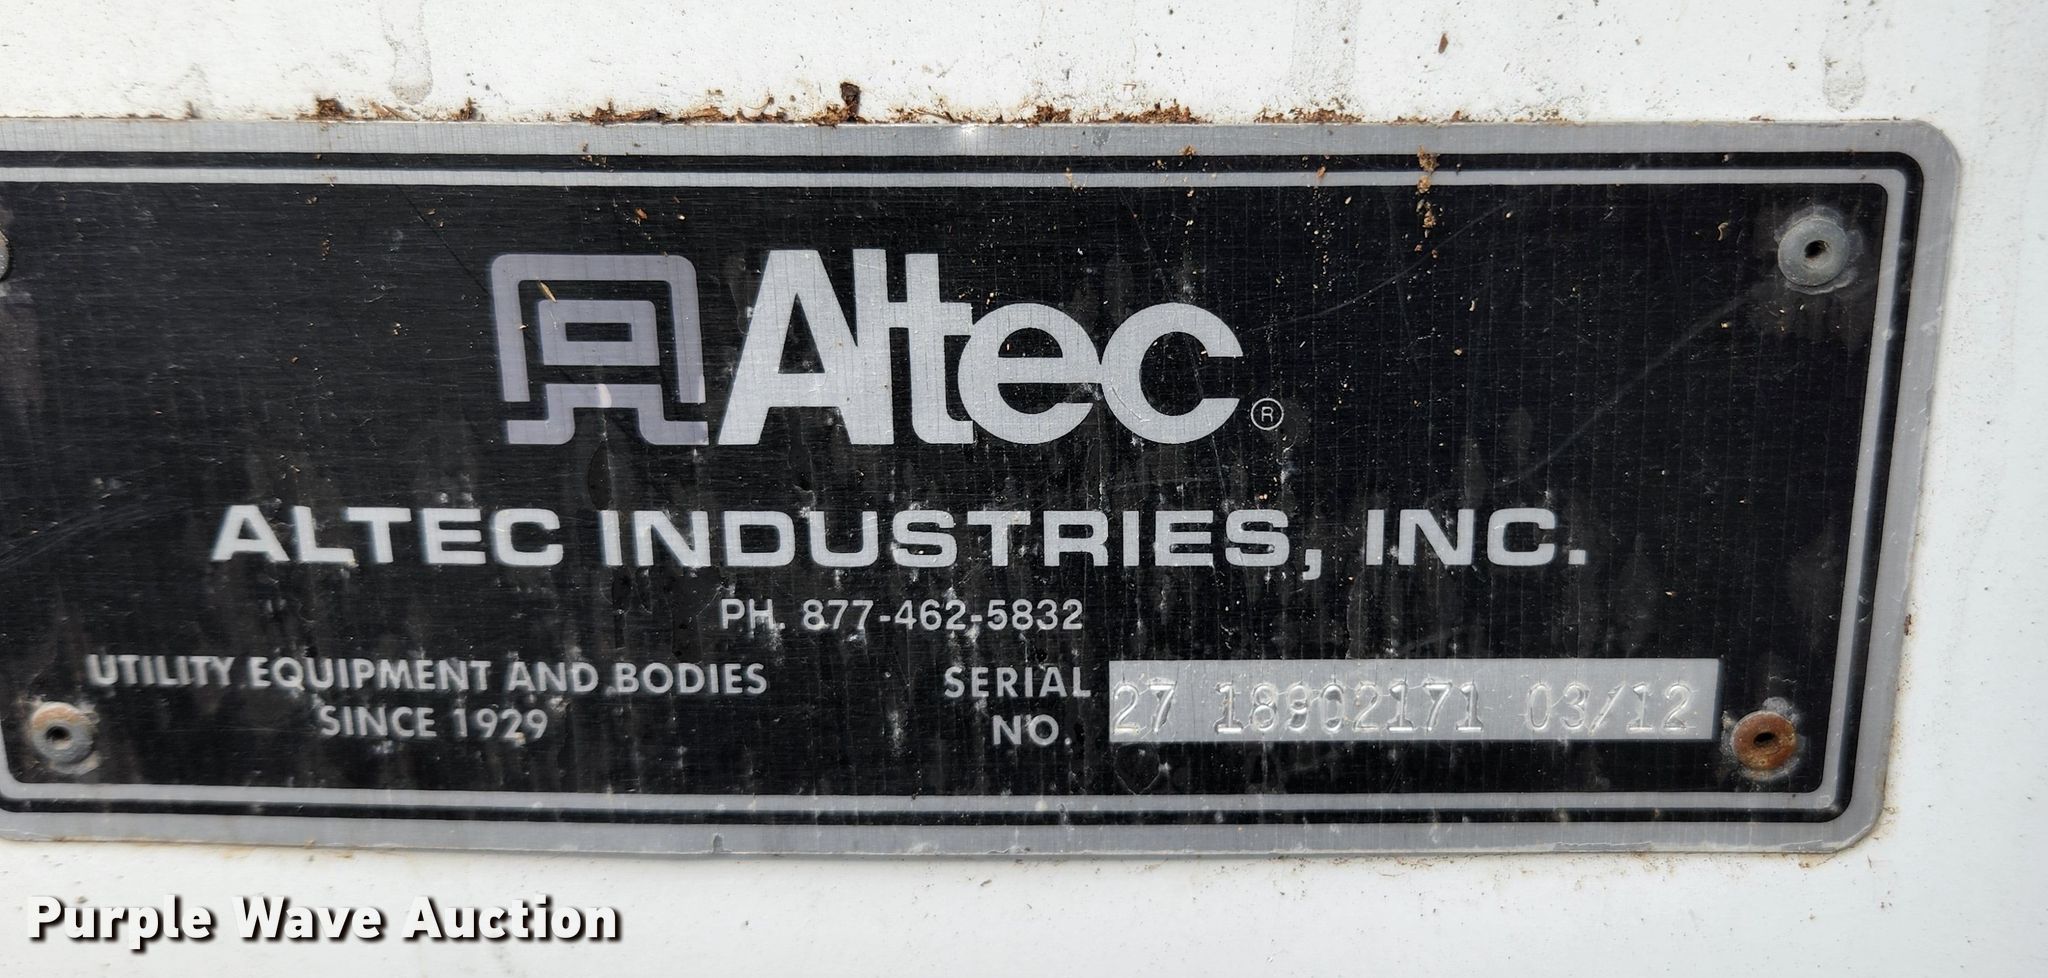 Altec®
ALTEC INDUSTRIES, INC.
PH. 877-462-5832
UTILITY EQUIPMENT AND BODIES
SINCE 1929
SERIAL
NO.
27 18902171 03/12
Purple Wave Auction